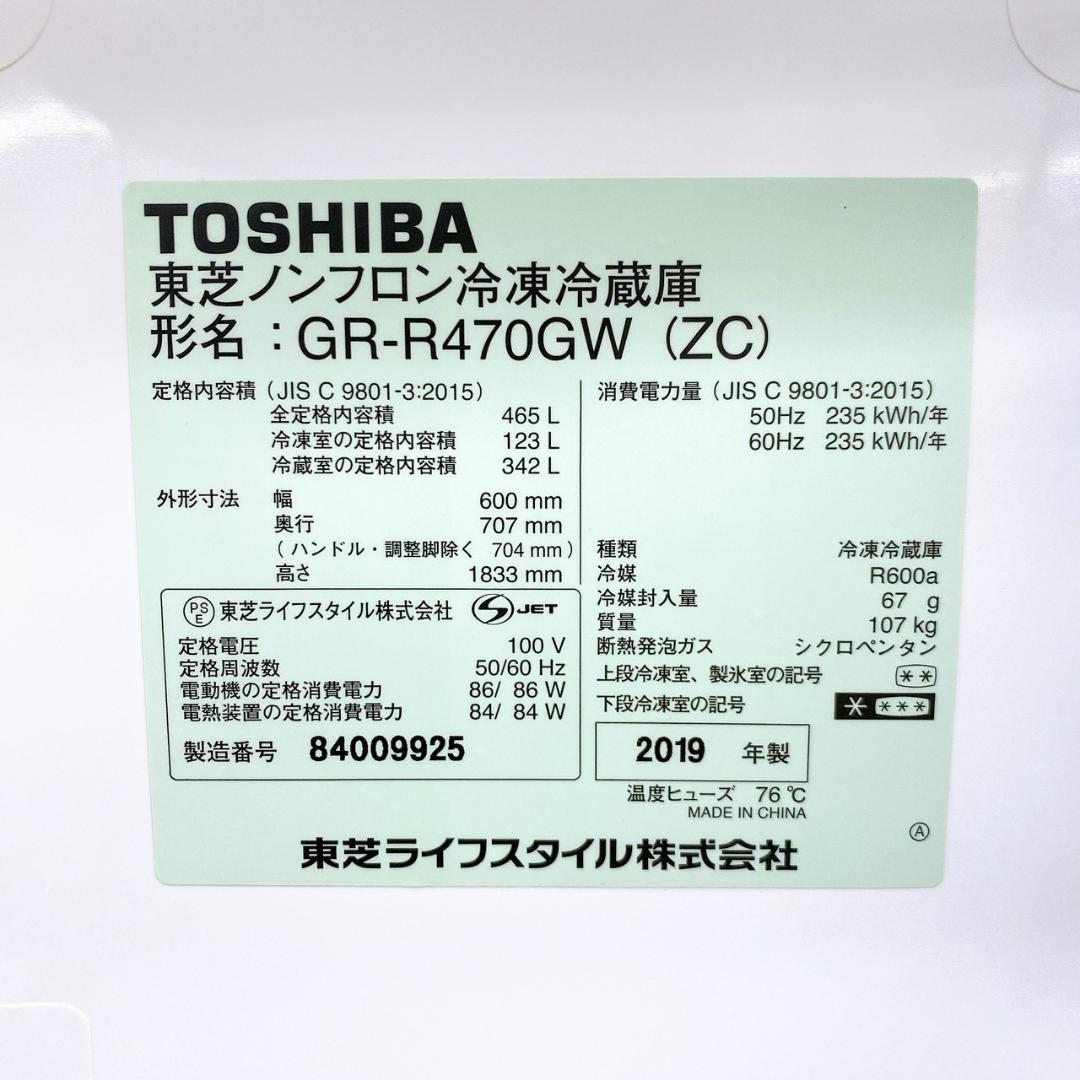 TOSHIBA
東芝ノンフロン冷凍冷蔵庫
形名：GR-R470GW（ZC）
定格内容積（JIS C 9801-3:2015）
全定格内容積 465 L
冷凍室の定格内容積 123 L
冷蔵室の定格内容積 342 L
外形寸法 幅 600 mm
奥行 707 mm
（ハンドル・調整脚除く 704 mm）
高さ 1833 mm
PSE 東芝ライフスタイル株式会社 S JET
定格電圧 100 V
定格周波数 50/60 Hz
電動機の定格消費電力 86/ 86 W
電熱装置の定格消費電力 84/ 84 W
製造番号 84009925
消費電力量（JIS C 9801-3:2015）
50Hz 235 kWh/年
60Hz 235 kWh/年
種類 冷凍冷蔵庫
冷媒 R600a
冷媒封入量 67 g
質量 107 kg
断熱発泡ガス シクロペンタン
上段冷凍室、製氷室の記号 **
下段冷凍室の記号 * ***
2019 年製
温度ヒューズ 76 ℃
MADE IN CHINA
Ⓐ
東芝ライフスタイル株式会社